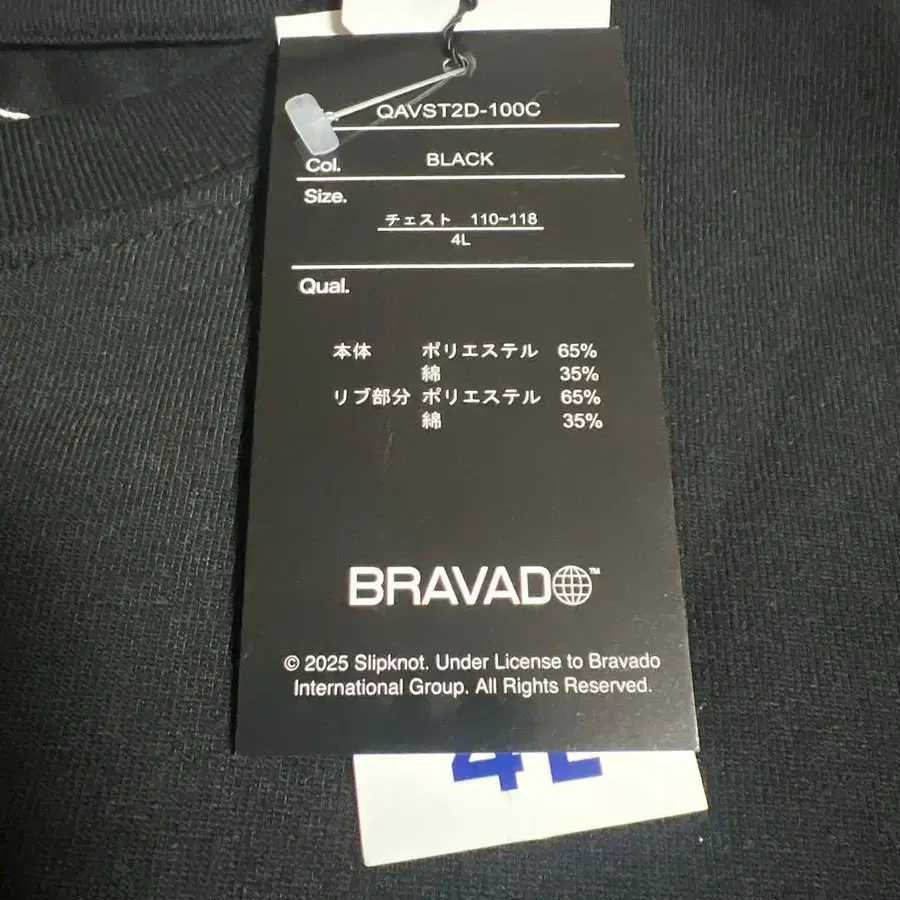 QAVST2D-100C
Col. BLACK
Size.
チェスト 110~118
4L
Qual.
本体 ポリエステル 65%
綿 35%
リブ部分 ポリエステル 65%
綿 35%
BRAVADO™
© 2025 Slipknot. Under License to Bravado
International Group. All Rights Reserved.
4L